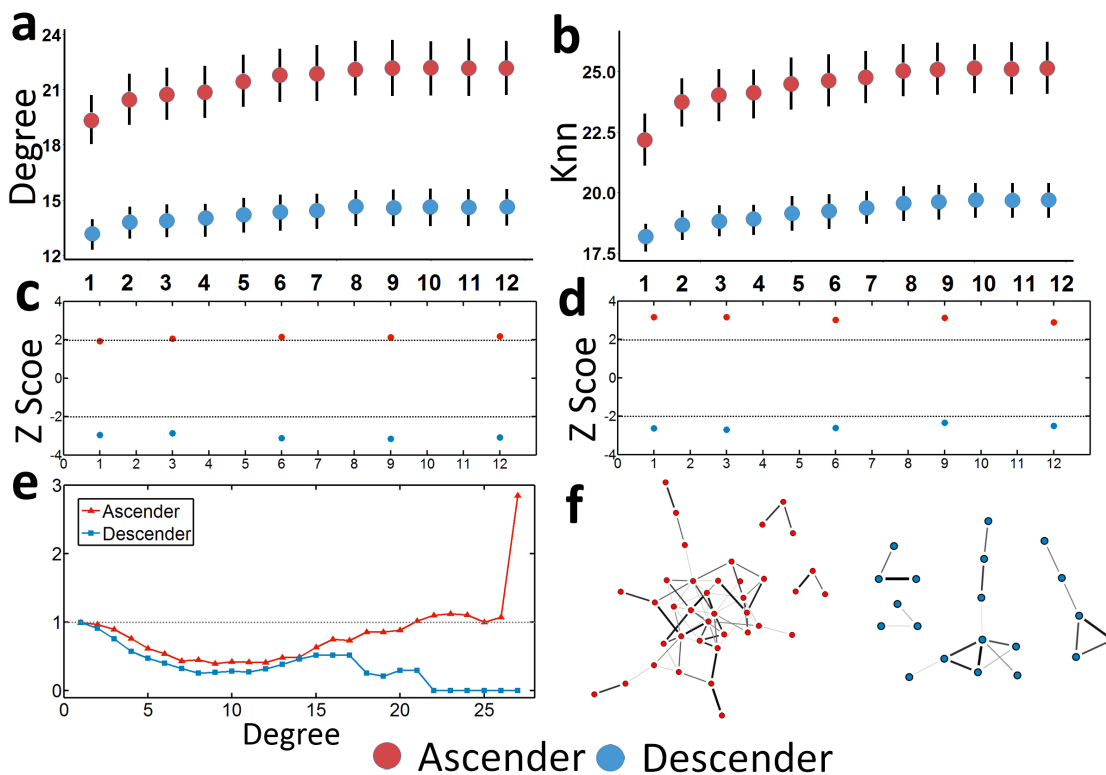 a
24
21
18
15
12
Degree
1 2 3 4 5 6 7 8 9 10 11 12
b
25.0
22.5
20.0
17.5
Knn
1 2 3 4 5 6 7 8 9 10 11 12
c
4
2
0
-2
-4
Z Scoe
0 1 2 3 4 5 6 7 8 9 10 11 12
d
4
2
0
-2
-4
Z Scoe
0 1 2 3 4 5 6 7 8 9 10 11 12
e
3
2
1
0
Ascender
Descender
0 5 10 15 20 25
Degree
f
Ascender Descender